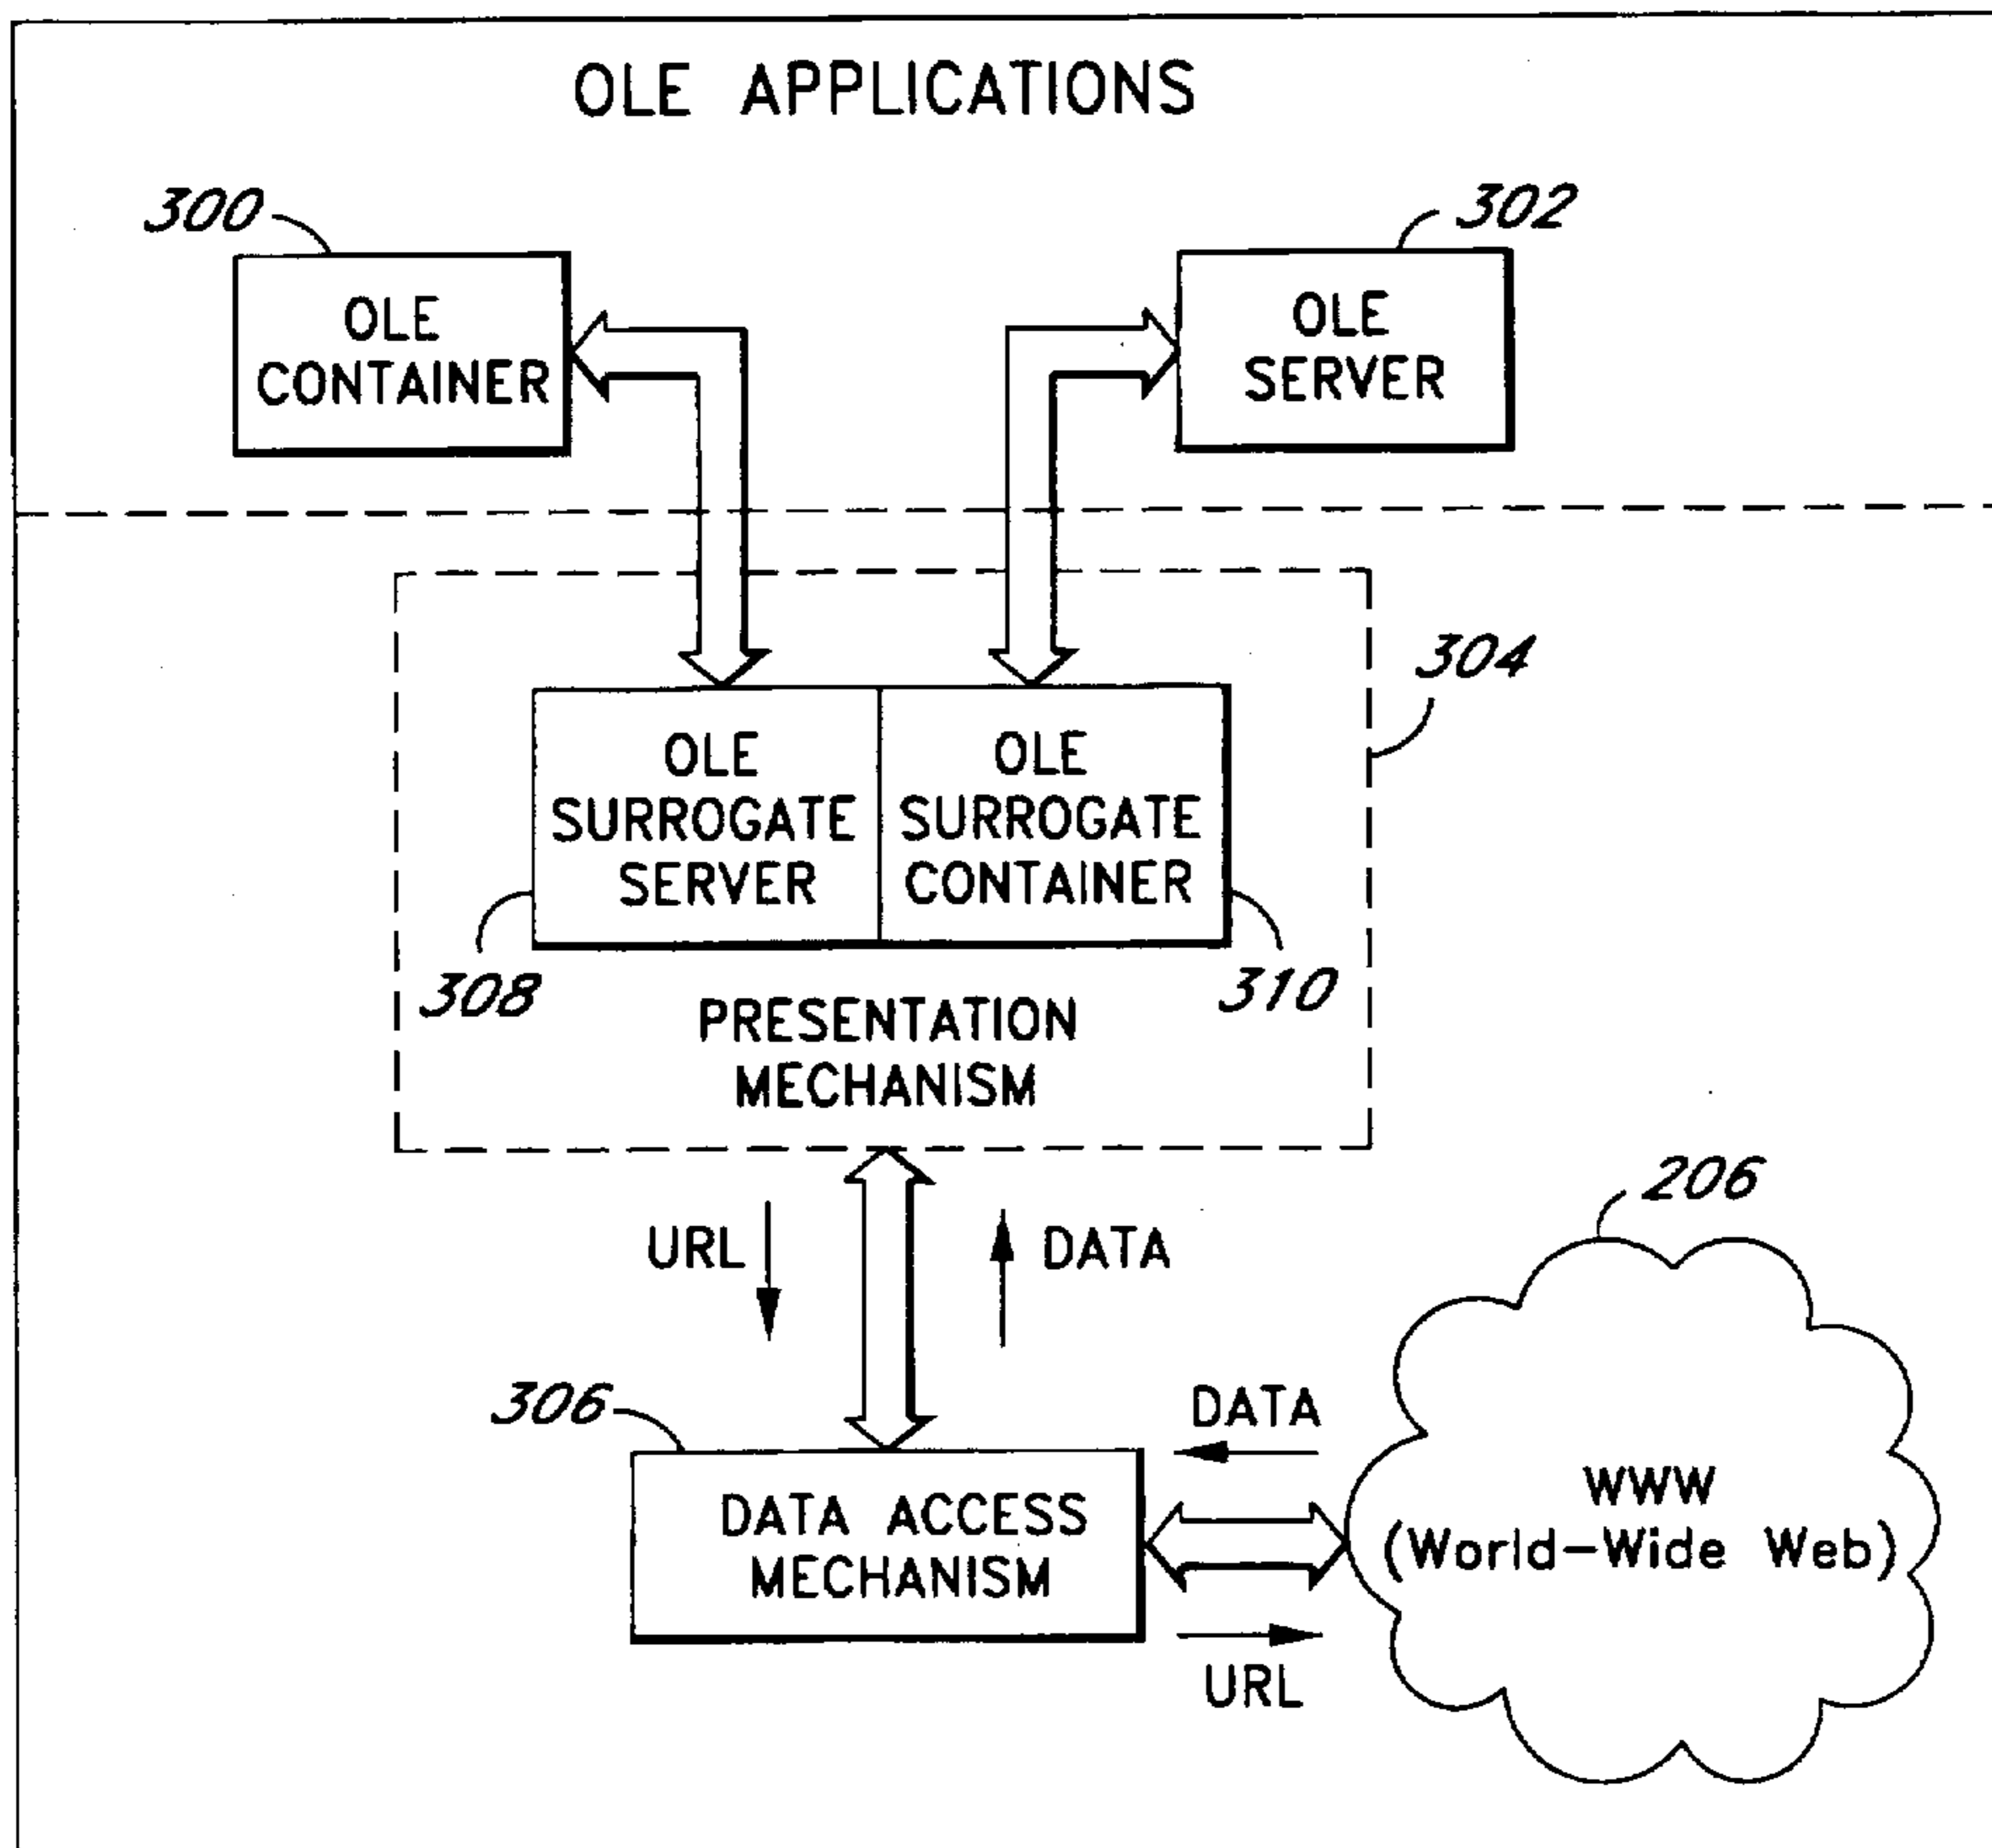 OLE APPLICATIONS
300
302
OLE
CONTAINER
OLE
SERVER
304
OLE
SURROGATE
SERVER
OLE
SURROGATE
CONTAINER
308
310
PRESENTATION
MECHANISM
206
URL
DATA
306
DATA
DATA ACCESS
MECHANISM
WWW
(World-Wide Web)
URL